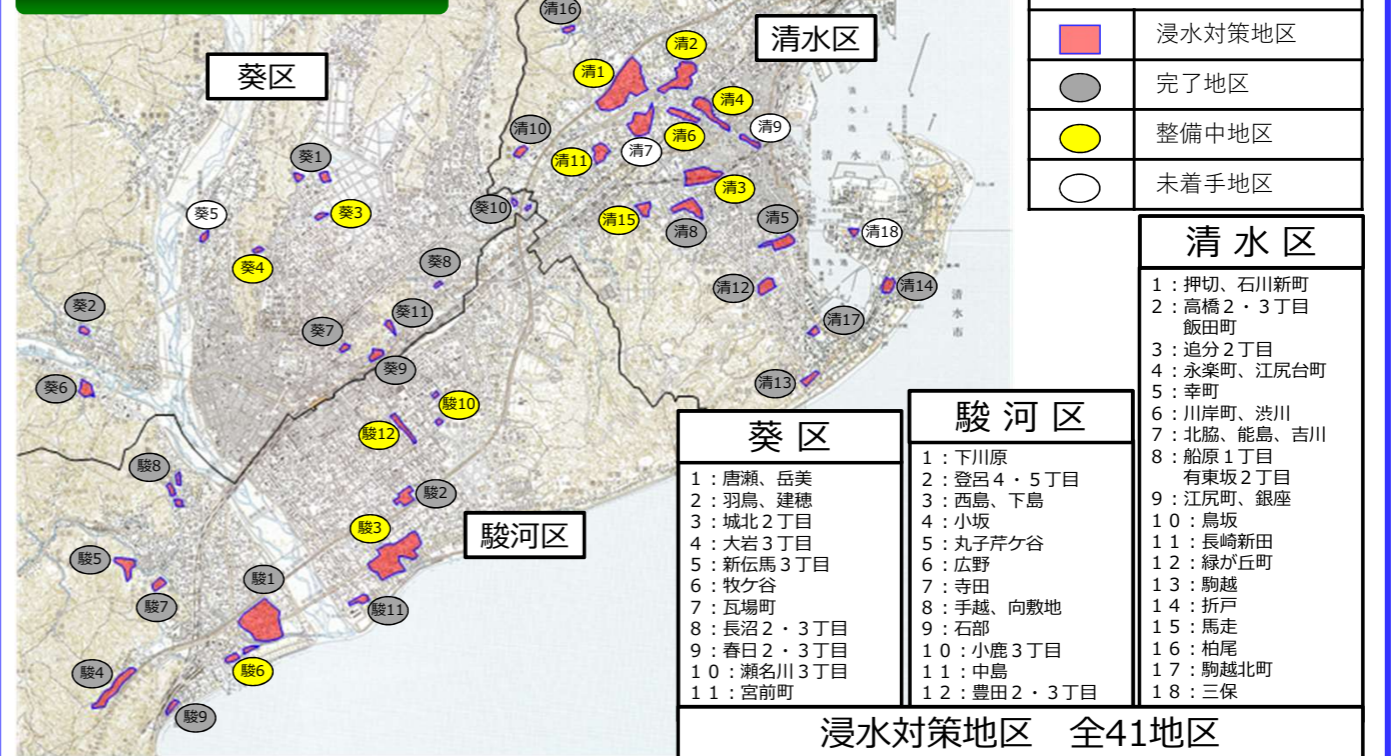 清16
清水区
葵区
清2
清1
清4
清9
清10
清6
清7
清11
葵1
清3
葵5
葵3
葵10
清15
清8
清5
清18
葵4
葵8
清12
清14
葵2
葵11
葵7
清17
葵9
葵6
清13
駿10
駿12
駿8
駿2
駿3
駿河区
駿5
駿1
駿7
駿11
駿4
駿6
駿9
清水市
清水市
浸水対策地区
完了地区
整備中地区
未着手地区
清水区
1：押切、石川新町
2：高橋2・3丁目
飯田町
3：追分2丁目
4：永楽町、江尻台町
5：幸町
6：川岸町、渋川
7：北脇、能島、吉川
8：船原1丁目
有東坂2丁目
9：江尻町、銀座
10：鳥坂
11：長崎新田
12：緑が丘町
13：駒越
14：折戸
15：馬走
16：柏尾
17：駒越北町
18：三保
葵区
1：唐瀬、岳美
2：羽鳥、建穂
3：城北2丁目
4：大岩3丁目
5：新伝馬3丁目
6：牧ケ谷
7：瓦場町
8：長沼2・3丁目
9：春日2・3丁目
10：瀬名川3丁目
11：宮前町
駿河区
1：下川原
2：登呂4・5丁目
3：西島、下島
4：小坂
5：丸子芹ケ谷
6：広野
7：寺田
8：手越、向敷地
9：石部
10：小鹿3丁目
11：中島
12：豊田2・3丁目
浸水対策地区 全41地区